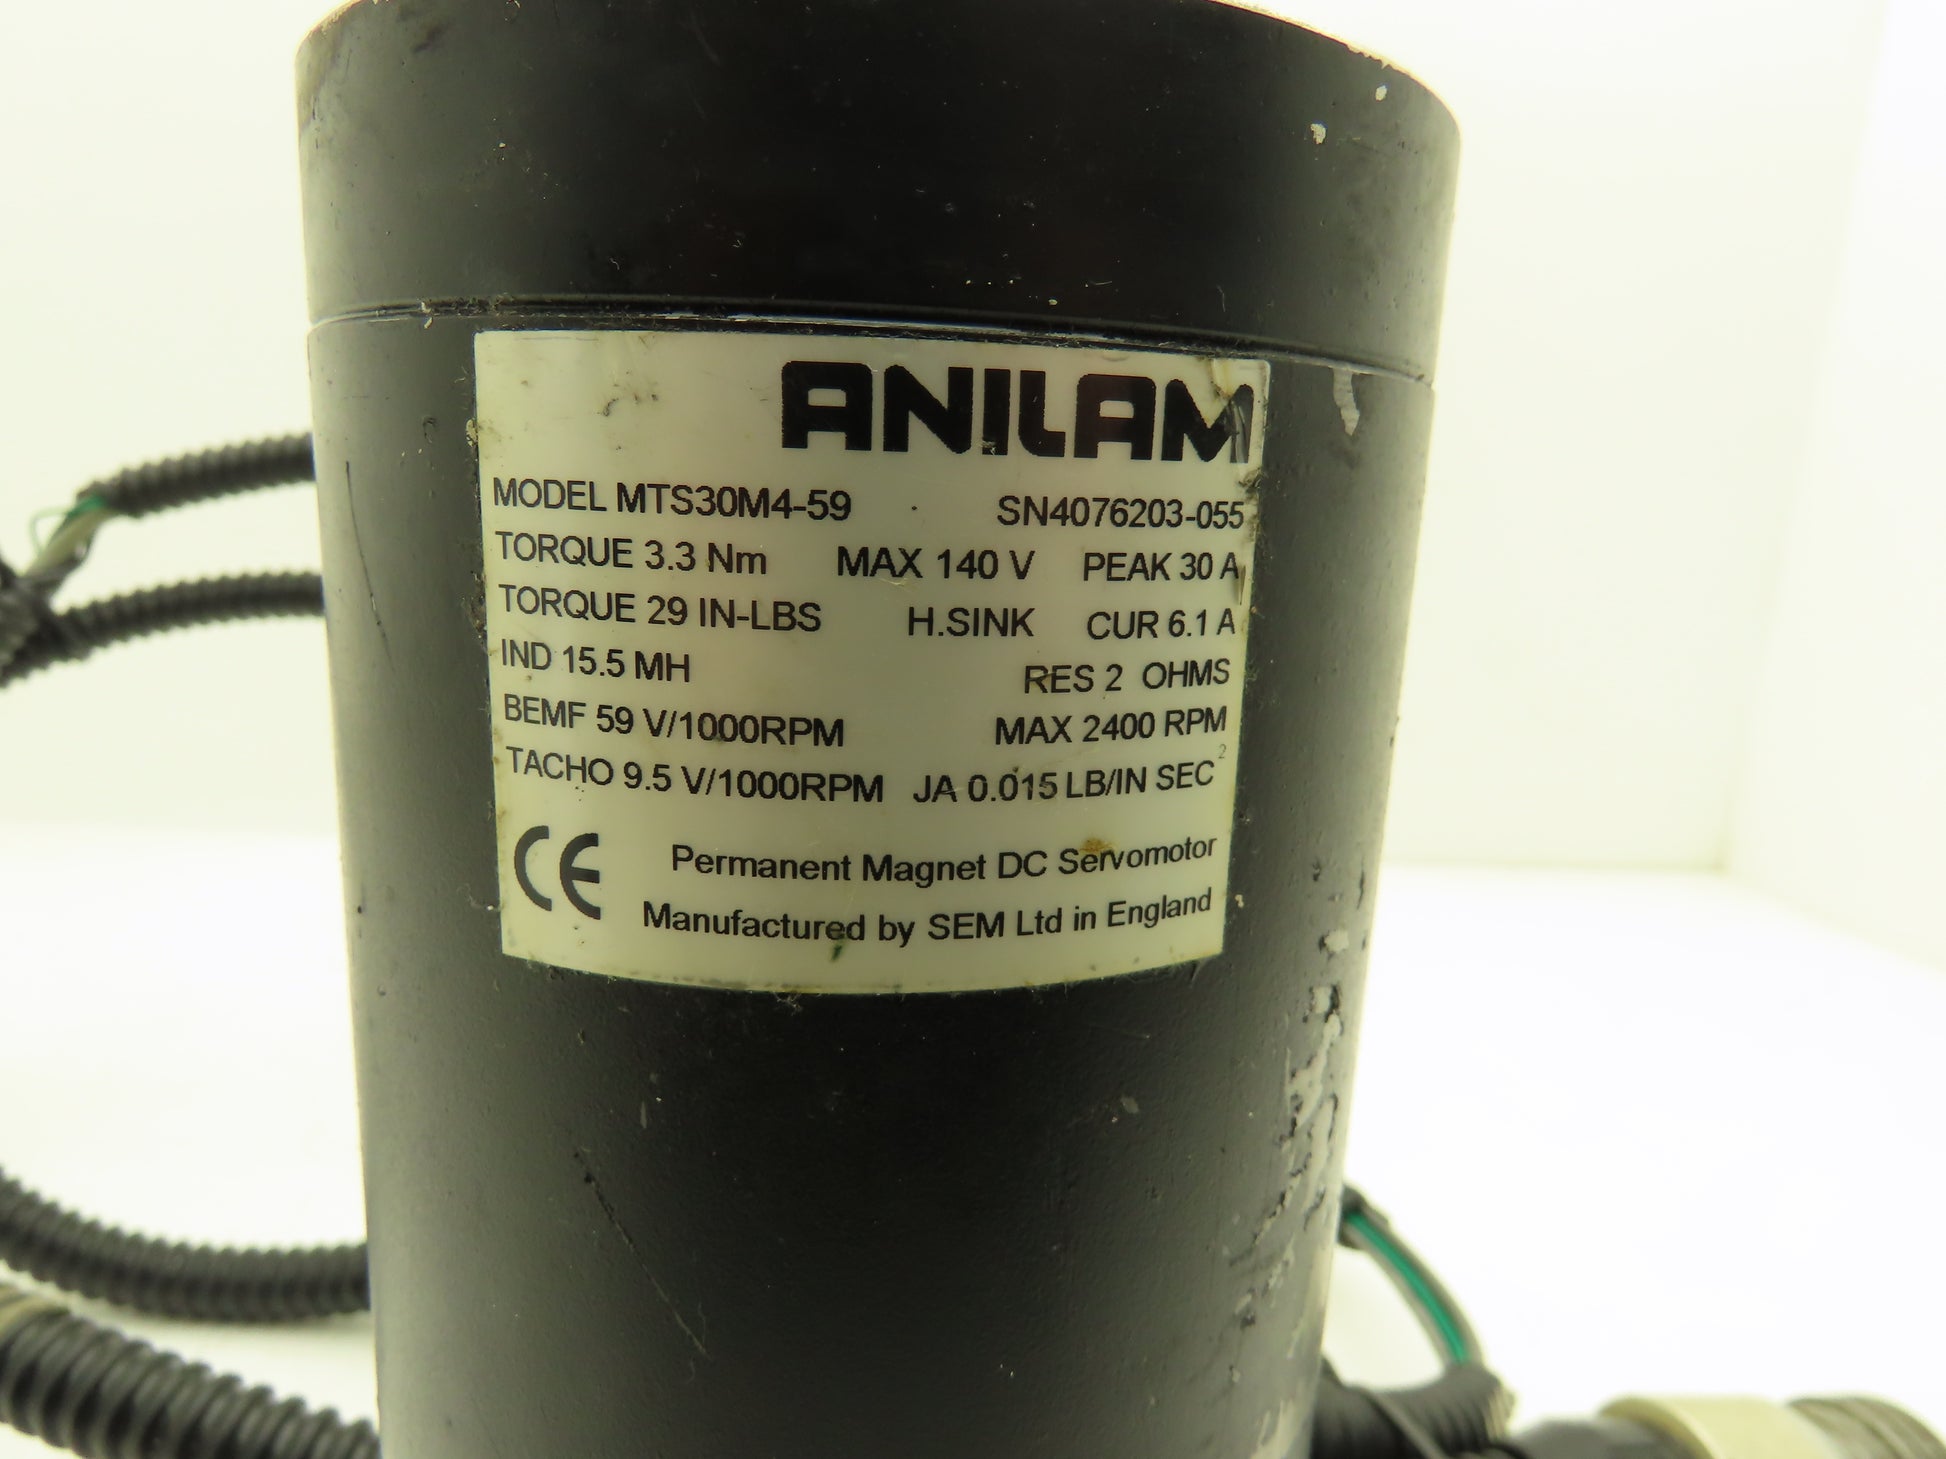 ANILAM
MODEL MTS30M4-59 SN4076203-055
TORQUE 3.3 Nm MAX 140 V PEAK 30 A
TORQUE 29 IN-LBS H.SINK CUR 6.1 A
IND 15.5 MH RES 2 OHMS
BEMF 59 V/1000RPM MAX 2400 RPM
TACHO 9.5 V/1000RPM JA 0.015 LB/IN SEC²
CE Permanent Magnet DC Servomotor
Manufactured by SEM Ltd in England